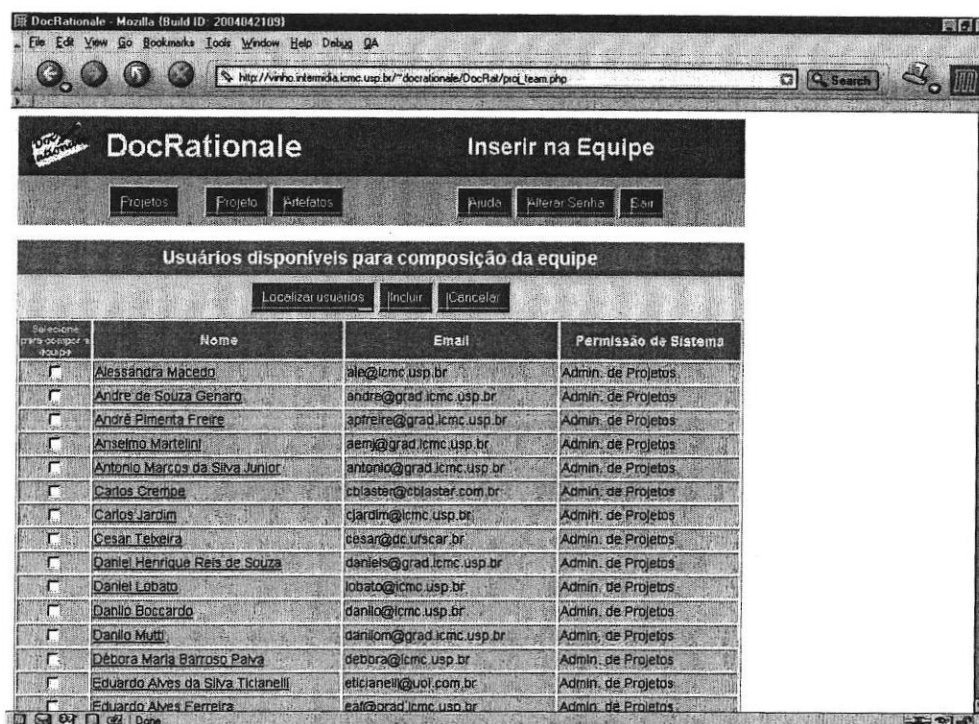 DocRationale - Mozilla {Build ID: 2004042109}
File Edit View Go Bookmarks Tools Window Help Debug QA
http://vinho.intermidia.icmc.usp.br/~docrationale/DocRat/proj_team.php Search
DocRationale Inserir na Equipe
Projetos Projeto Artefatos Ajuda Alterar Senha Sair
Usuários disponíveis para composição da equipe
Localizar usuários Incluir Cancelar
Selecione para compor a equipe Nome Email Permissão de Sistema
Alessandra Macedo ale@icmc.usp.br Admin. de Projetos
Andre de Souza Genaro andre@grad.icmc.usp.br Admin. de Projetos
André Pimenta Freire apfreire@grad.icmc.usp.br Admin. de Projetos
Anselmo Martelini aemj@grad.icmc.usp.br Admin. de Projetos
Antonio Marcos da Silva Junior antonio@grad.icmc.usp.br Admin. de Projetos
Carlos Crempe cblaster@cblaster.com.br Admin. de Projetos
Carlos Jardim cjardim@icmc.usp.br Admin. de Projetos
Cesar Teixeira cesar@dc.ufscar.br Admin. de Projetos
Daniel Henrique Reis de Souza daniels@grad.icmc.usp.br Admin. de Projetos
Daniel Lobato lobato@icmc.usp.br Admin. de Projetos
Danilo Boccardo danilo@icmc.usp.br Admin. de Projetos
Danilo Mutti danilom@grad.icmc.usp.br Admin. de Projetos
Débora Maria Barroso Paiva debora@icmc.usp.br Admin. de Projetos
Eduardo Alves da Silva Ticianelli eticianelli@uol.com.br Admin. de Projetos
Eduardo Alves Ferreira eaf@grad.icmc.usp.br Admin. de Projetos
Done